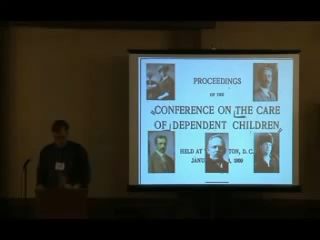 PROCEEDINGS
OF THE
"CONFERENCE ON THE CARE
OF DEPENDENT CHILDREN"
HELD AT D. C.